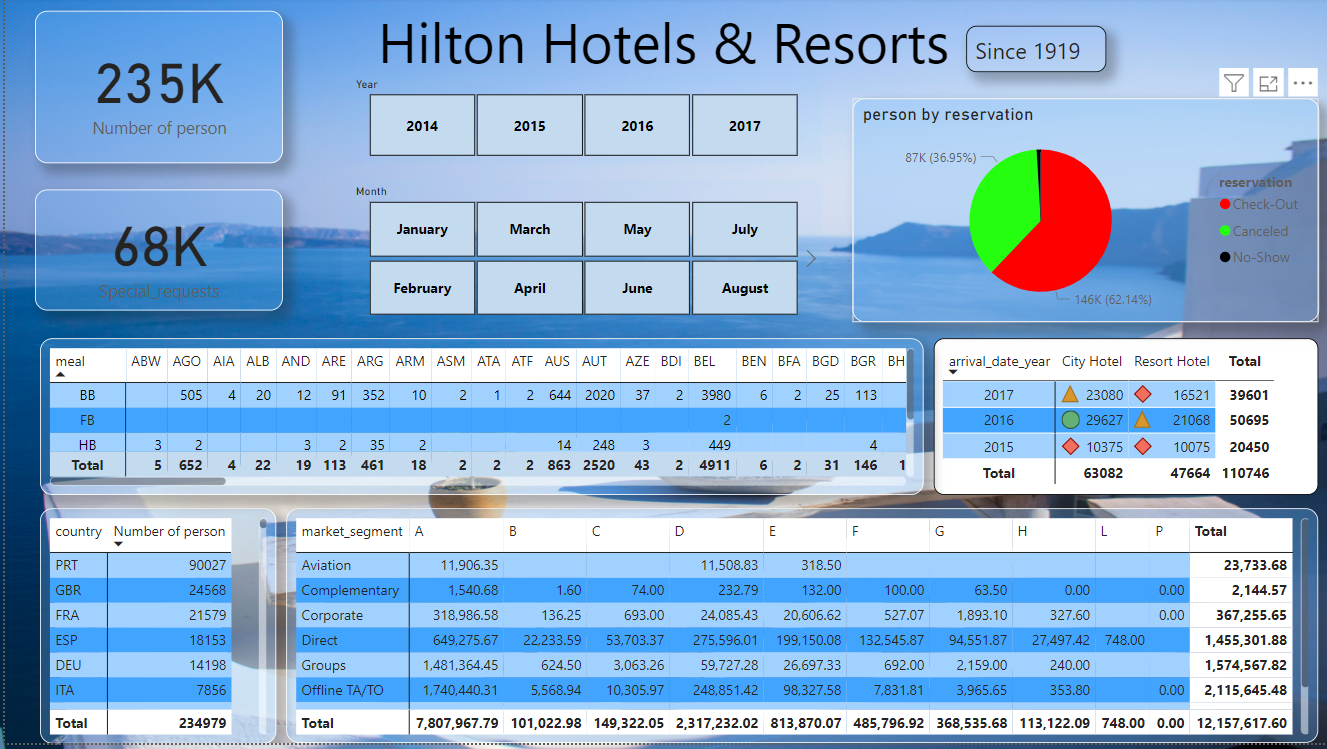 Hilton Hotels & Resorts
Since 1919
235K
Number of person
68K
Special_requests
Year
2014 2015 2016 2017
Month
January March May July
February April June August
person by reservation
87K (36.95%)
146K (62.14%)
reservation
Check-Out
Canceled
No-Show
meal ABW AGO AIA ALB AND ARE ARG ARM ASM ATA ATF AUS AUT AZE BDI BEL BEN BFA BGD BGR BH
BB 505 4 20 12 91 352 10 2 1 2 644 2020 37 2 3980 6 2 25 113
FB 2
HB 3 2 3 2 35 2 14 248 3 449 4
Total 5 652 4 22 19 113 461 18 2 2 2 863 2520 43 2 4911 6 2 31 146 1
arrival_date_year City Hotel Resort Hotel Total
2017 23080 16521 39601
2016 29627 21068 50695
2015 10375 10075 20450
Total 63082 47664 110746
country Number of person
PRT 90027
GBR 24568
FRA 21579
ESP 18153
DEU 14198
ITA 7856
Total 234979
market_segment A B C D E F G H L P Total
Aviation 11,906.35 11,508.83 318.50 23,733.68
Complementary 1,540.68 1.60 74.00 232.79 132.00 100.00 63.50 0.00 0.00 2,144.57
Corporate 318,986.58 136.25 693.00 24,085.43 20,606.62 527.07 1,893.10 327.60 0.00 367,255.65
Direct 649,275.67 22,233.59 53,703.37 275,596.01 199,150.08 132,545.87 94,551.87 27,497.42 748.00 1,455,301.88
Groups 1,481,364.45 624.50 3,063.26 59,727.28 26,697.33 692.00 2,159.00 240.00 1,574,567.82
Offline TA/TO 1,740,440.31 5,568.94 10,305.97 248,851.42 98,327.58 7,831.81 3,965.65 353.80 0.00 2,115,645.48
Total 7,807,967.79 101,022.98 149,322.05 2,317,232.02 813,870.07 485,796.92 368,535.68 113,122.09 748.00 0.00 12,157,617.60